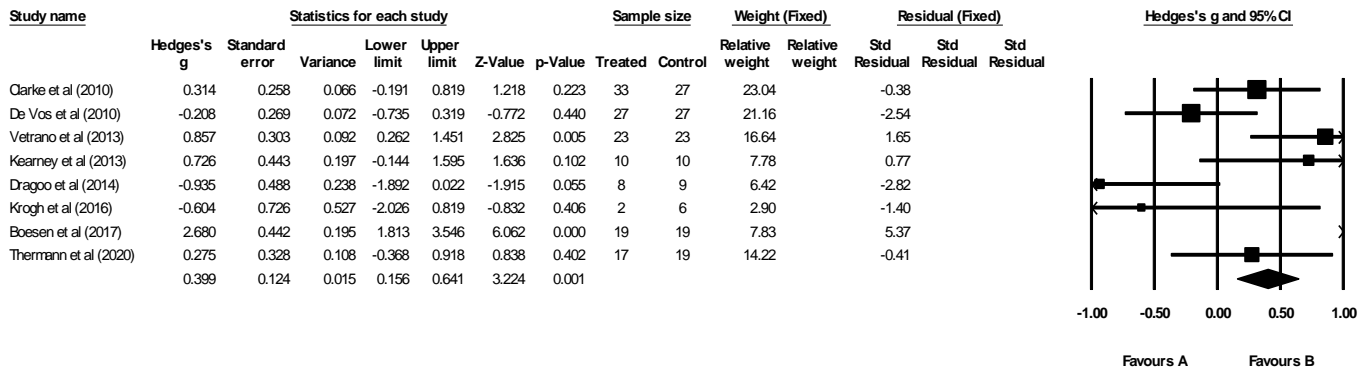 Study name Statistics for each study Sample size Weight (Fixed) Residual (Fixed) Hedges's g and 95% CI
Hedges's Standard Lower Upper Relative Relative Std Std Std
g error Variance limit limit Z-Value p-Value Treated Control weight weight Residual Residual Residual
Clarke et al (2010) 0.314 0.258 0.066 -0.191 0.819 1.218 0.223 33 27 23.04 -0.38
De Vos et al (2010) -0.208 0.269 0.072 -0.735 0.319 -0.772 0.440 27 27 21.16 -2.54
Vetrano et al (2013) 0.857 0.303 0.092 0.262 1.451 2.825 0.005 23 23 16.64 1.65
Kearney et al (2013) 0.726 0.443 0.197 -0.144 1.595 1.636 0.102 10 10 7.78 0.77
Dragoo et al (2014) -0.935 0.488 0.238 -1.892 0.022 -1.915 0.055 8 9 6.42 -2.82
Krogh et al (2016) -0.604 0.726 0.527 -2.026 0.819 -0.832 0.406 2 6 2.90 -1.40
Boesen et al (2017) 2.680 0.442 0.195 1.813 3.546 6.062 0.000 19 19 7.83 5.37
Thermann et al (2020) 0.275 0.328 0.108 -0.368 0.918 0.838 0.402 17 19 14.22 -0.41
0.399 0.124 0.015 0.156 0.641 3.224 0.001
-1.00 -0.50 0.00 0.50 1.00
Favours A Favours B